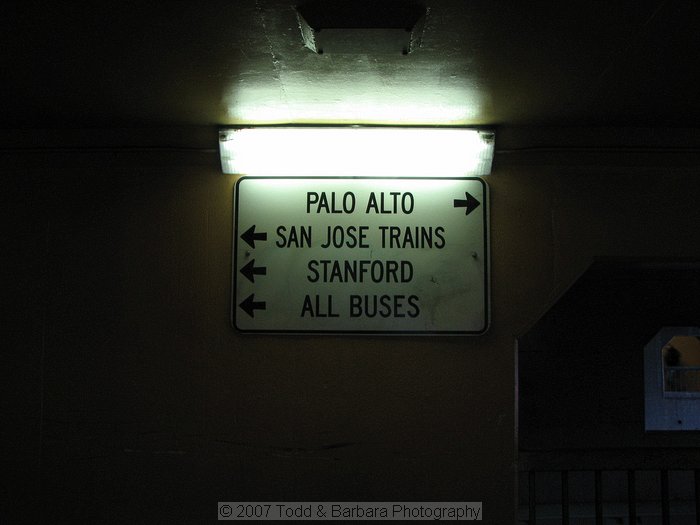 PALO ALTO
SAN JOSE TRAINS
STANFORD
ALL BUSES
© 2007 Todd & Barbara Photography